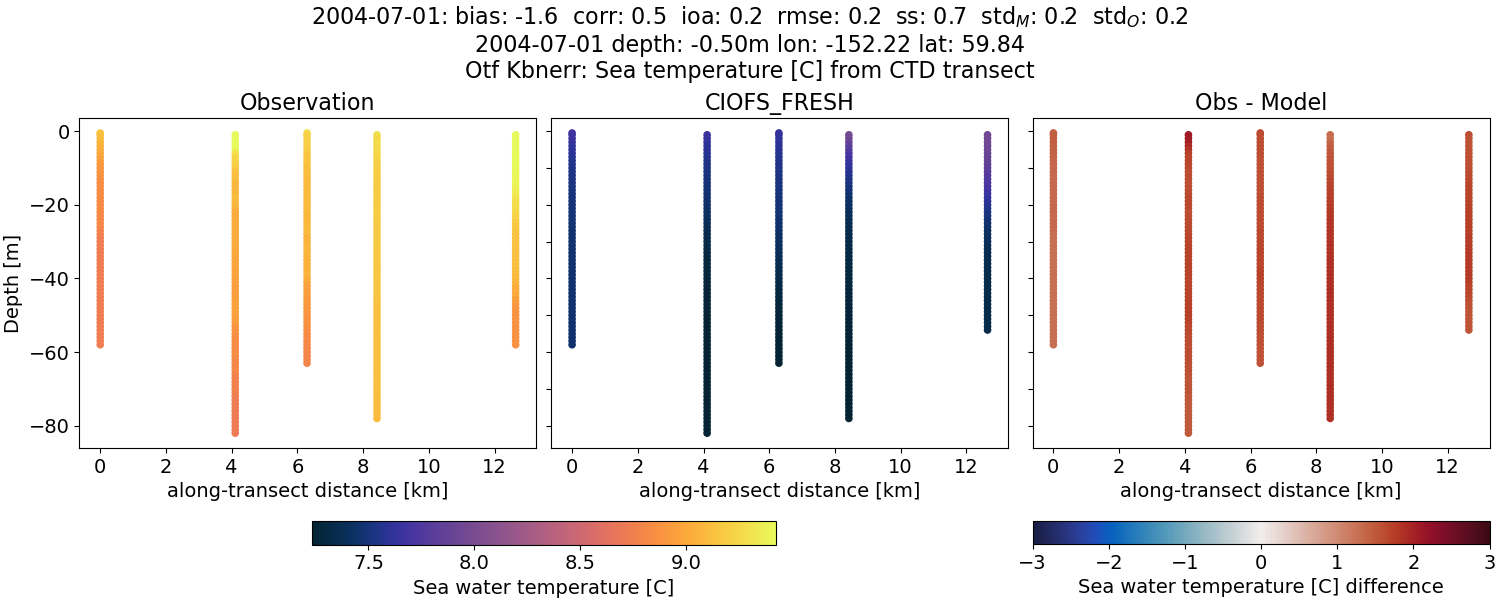 2004-07-01: bias: -1.6  corr: 0.5  ioa: 0.2  rmse: 0.2  ss: 0.7  std_M: 0.2  std_O: 0.2
2004-07-01 depth: -0.50m lon: -152.22 lat: 59.84
Otf Kbnerr: Sea temperature [C] from CTD transect
Observation
CIOFS_FRESH
Obs - Model
Depth [m]
0
−20
−40
−60
−80
0 2 4 6 8 10 12
0 2 4 6 8 10 12
0 2 4 6 8 10 12
along-transect distance [km]
along-transect distance [km]
along-transect distance [km]
7.5 8.0 8.5 9.0
Sea water temperature [C]
−3 −2 −1 0 1 2 3
Sea water temperature [C] difference